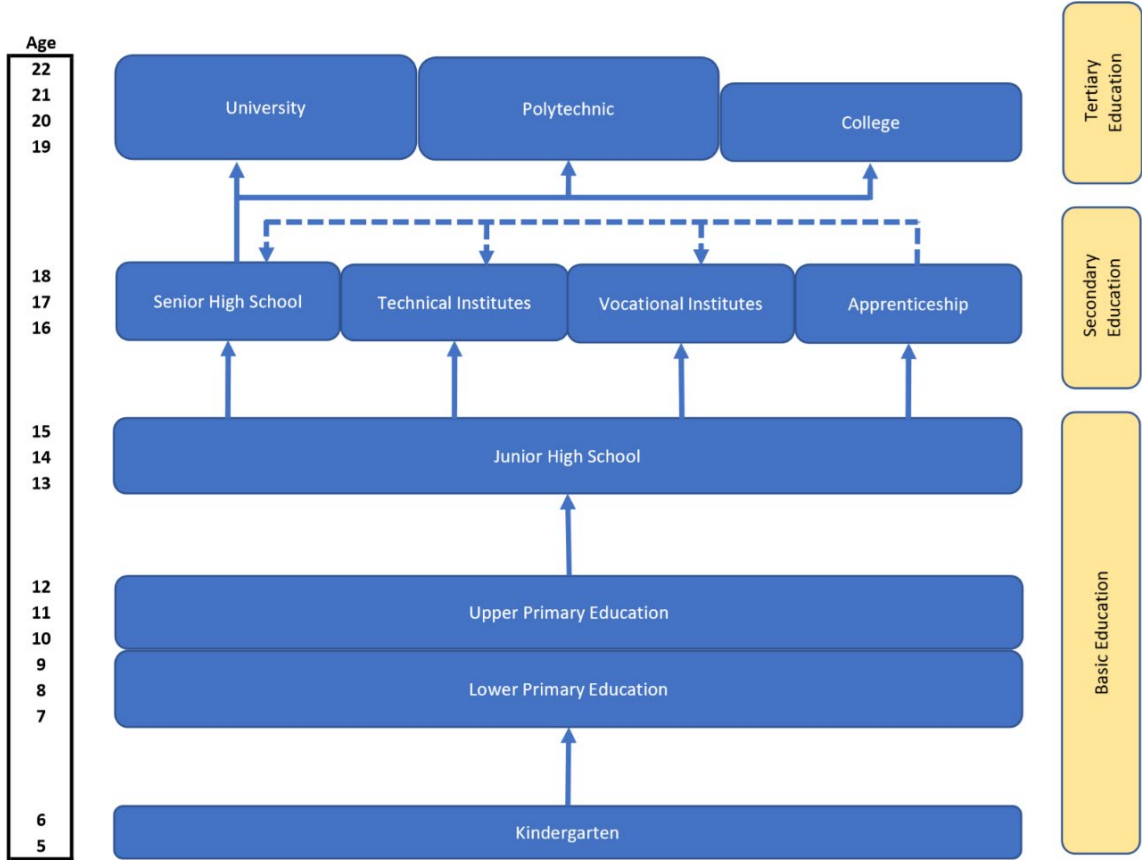 Age
22
21
20
19
University
Polytechnic
College
Tertiary
Education
18
17
16
Senior High School
Technical Institutes
Vocational Institutes
Apprenticeship
Secondary
Education
15
14
13
Junior High School
12
11
10
Upper Primary Education
9
8
7
Lower Primary Education
Basic Education
6
5
Kindergarten